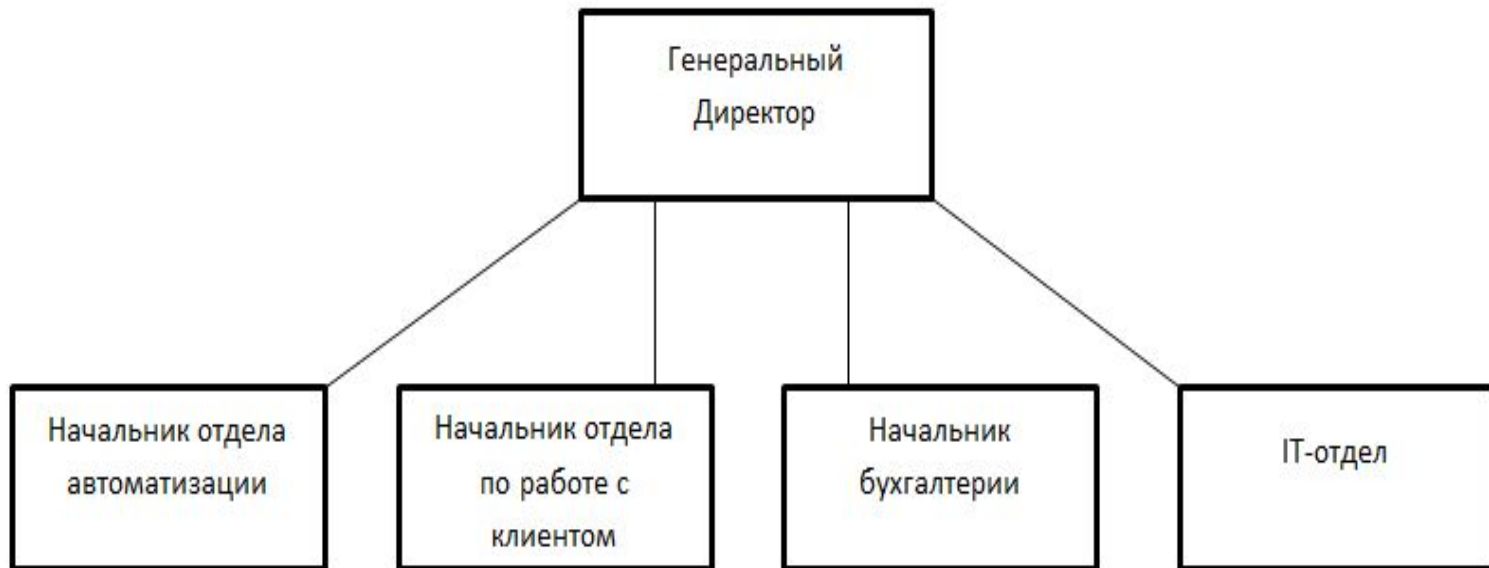 Генеральный
Директор
Начальник отдела
автоматизации
Начальник отдела
по работе с
клиентом
Начальник
бухгалтерии
IT-отдел